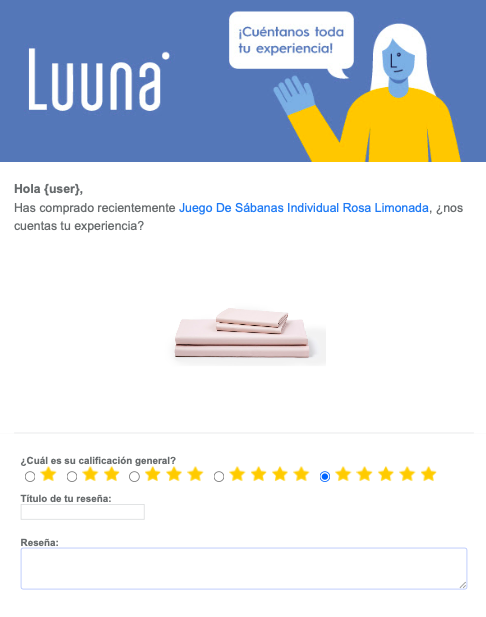 Luuna
¡Cuéntanos toda
tu experiencia!
Hola {user},
Has comprado recientemente Juego De Sábanas Individual Rosa Limonada, ¿nos
cuentas tu experiencia?
¿Cuál es su calificación general?
Título de tu reseña:
Reseña: